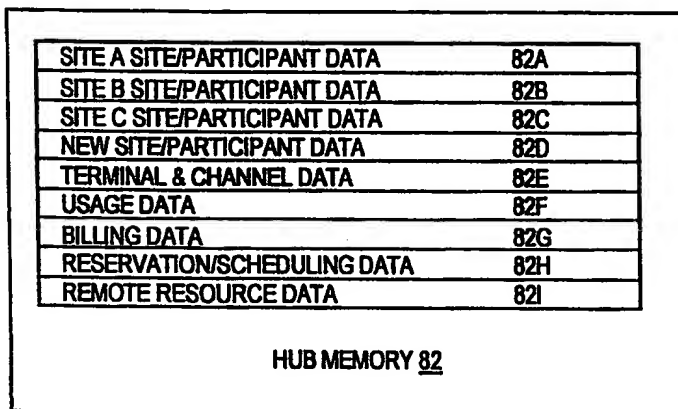 SITE A SITE/PARTICIPANT DATA 82A
SITE B SITE/PARTICIPANT DATA 82B
SITE C SITE/PARTICIPANT DATA 82C
NEW SITE/PARTICIPANT DATA 82D
TERMINAL & CHANNEL DATA 82E
USAGE DATA 82F
BILLING DATA 82G
RESERVATION/SCHEDULING DATA 82H
REMOTE RESOURCE DATA 82I
HUB MEMORY 82